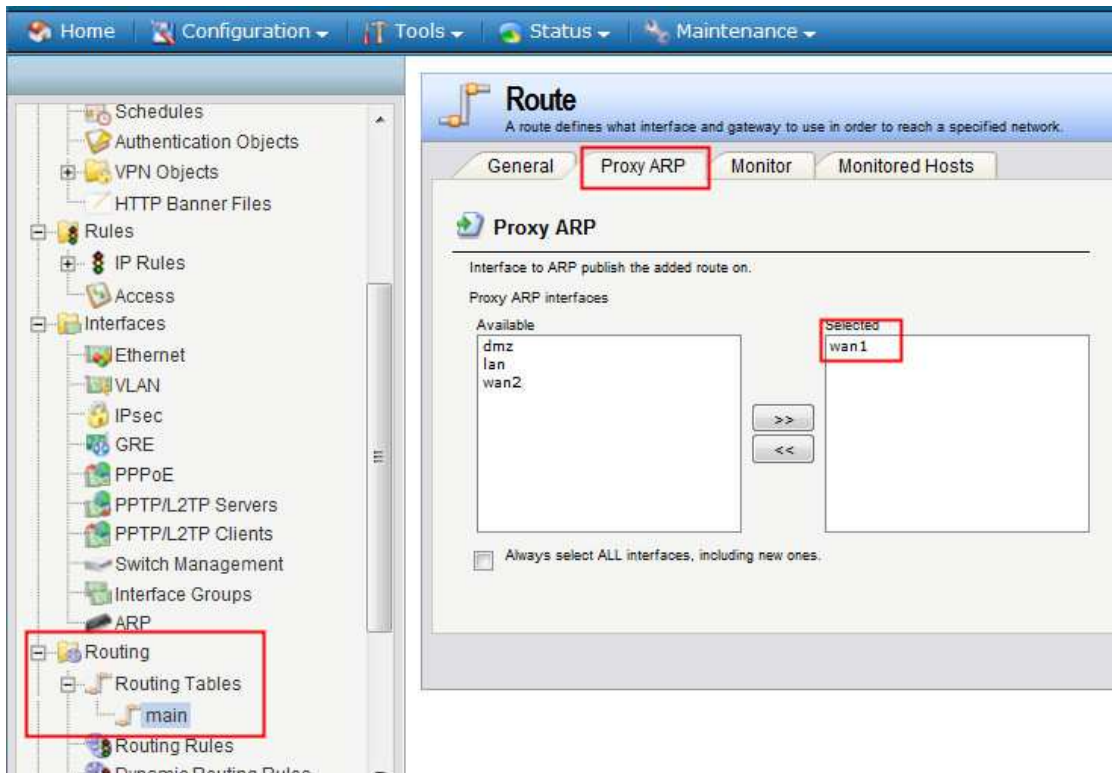 Home Configuration Tools Status Maintenance
Schedules
Authentication Objects
VPN Objects
HTTP Banner Files
Rules
IP Rules
Access
Interfaces
Ethernet
VLAN
IPsec
GRE
PPPoE
PPTP/L2TP Servers
PPTP/L2TP Clients
Switch Management
Interface Groups
ARP
Routing
Routing Tables
main
Routing Rules
Dynamic Routing Rules
Route
A route defines what interface and gateway to use in order to reach a specified network.
General Proxy ARP Monitor Monitored Hosts
Proxy ARP
Interface to ARP publish the added route on.
Proxy ARP interfaces
Available
dmz
lan
wan2
>>
<<
Selected
wan1
Always select ALL interfaces, including new ones.